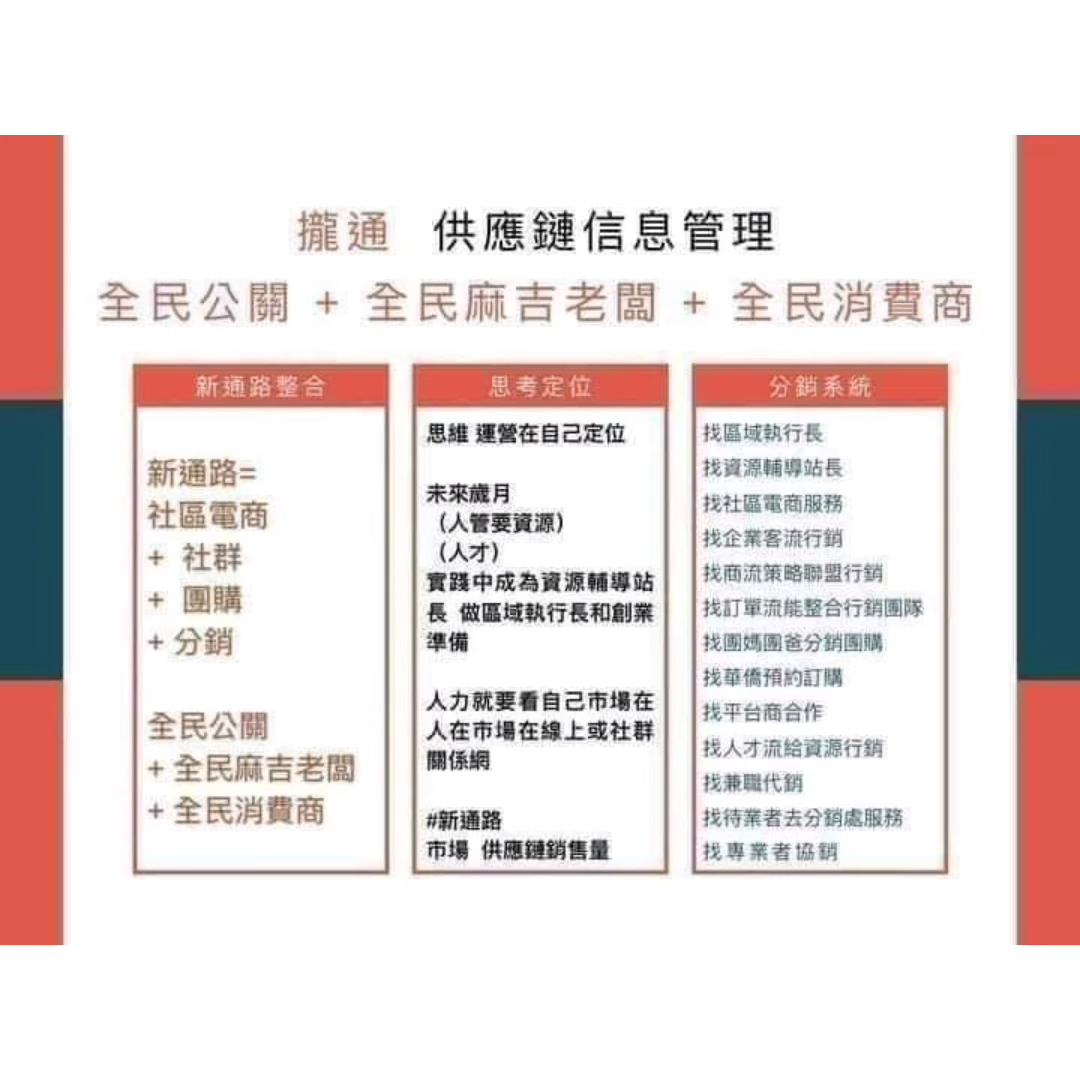 攏通 供應鏈信息管理
全民公關 + 全民麻吉老闆 + 全民消費商
新通路整合
新通路=
社區電商
+ 社群
+ 團購
+ 分銷
全民公關
+ 全民麻吉老闆
+ 全民消費商
思考定位
思維 運營在自己定位
未來歲月
（人管要資源）
（人才）
實踐中成為資源輔導站
長 做區域執行長和創業
準備
人力就要看自己市場在
人在市場在線上或社群
關係網
#新通路
市場 供應鏈銷售量
分銷系統
找區域執行長
找資源輔導站長
找社區電商服務
找企業客流行銷
找商流策略聯盟行銷
找訂單流能整合行銷團隊
找團媽團爸分銷團購
找華僑預約訂購
找平台商合作
找人才流給資源行銷
找兼職代銷
找待業者去分銷處服務
找專業者協銷